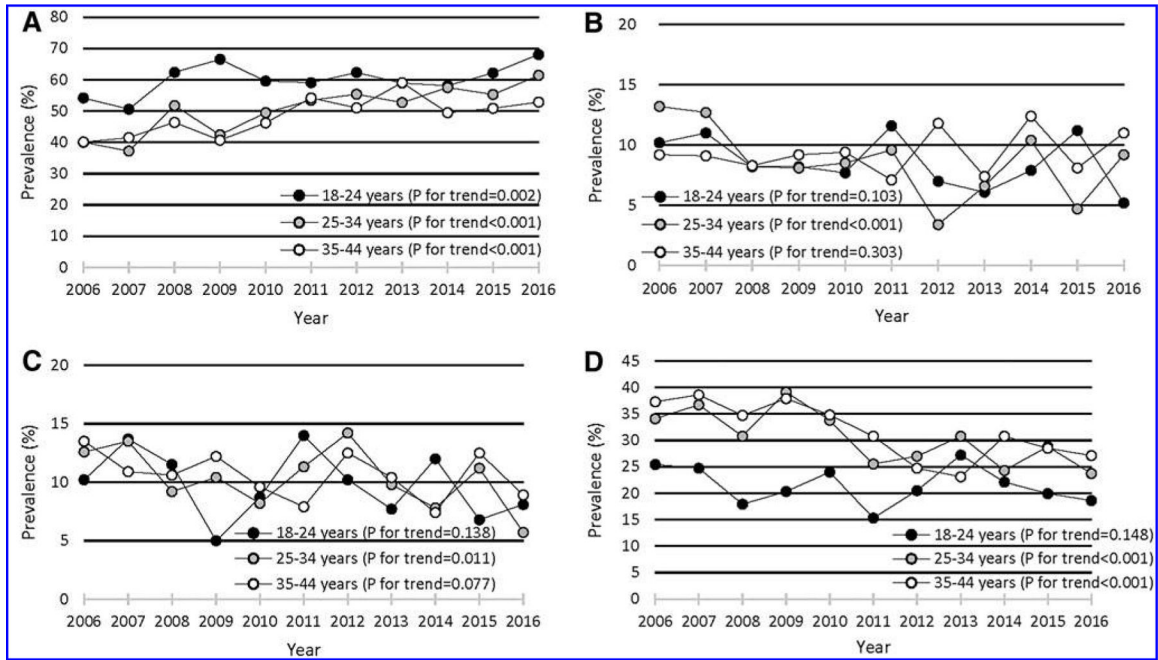 A
80
70
60
50
40
30
20
10
0
Prevalence (%)
18-24 years (P for trend=0.002)
25-34 years (P for trend<0.001)
35-44 years (P for trend<0.001)
2006 2007 2008 2009 2010 2011 2012 2013 2014 2015 2016
Year
B
20
15
10
5
0
Prevalence (%)
18-24 years (P for trend=0.103)
25-34 years (P for trend<0.001)
35-44 years (P for trend=0.303)
2006 2007 2008 2009 2010 2011 2012 2013 2014 2015 2016
Year
C
20
15
10
5
0
Prevalence (%)
18-24 years (P for trend=0.138)
25-34 years (P for trend=0.011)
35-44 years (P for trend=0.077)
2006 2007 2008 2009 2010 2011 2012 2013 2014 2015 2016
Year
D
45
40
35
30
25
20
15
10
5
0
Prevalence (%)
18-24 years (P for trend=0.148)
25-34 years (P for trend<0.001)
35-44 years (P for trend<0.001)
2006 2007 2008 2009 2010 2011 2012 2013 2014 2015 2016
Year